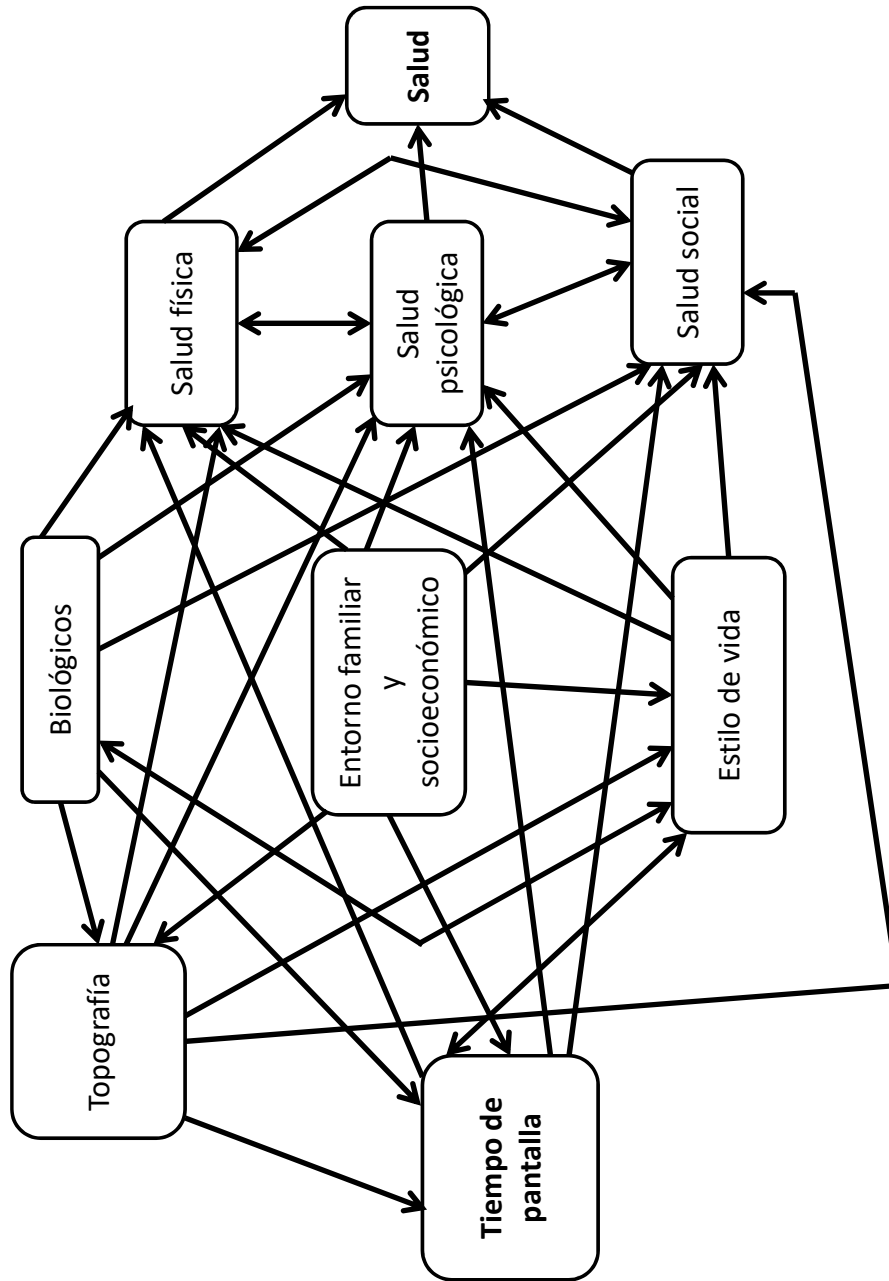 Topografía
Biológicos
Salud física
Salud
Tiempo de
pantalla
Entorno familiar
y
socioeconómico
Salud
psicológica
Estilo de vida
Salud social